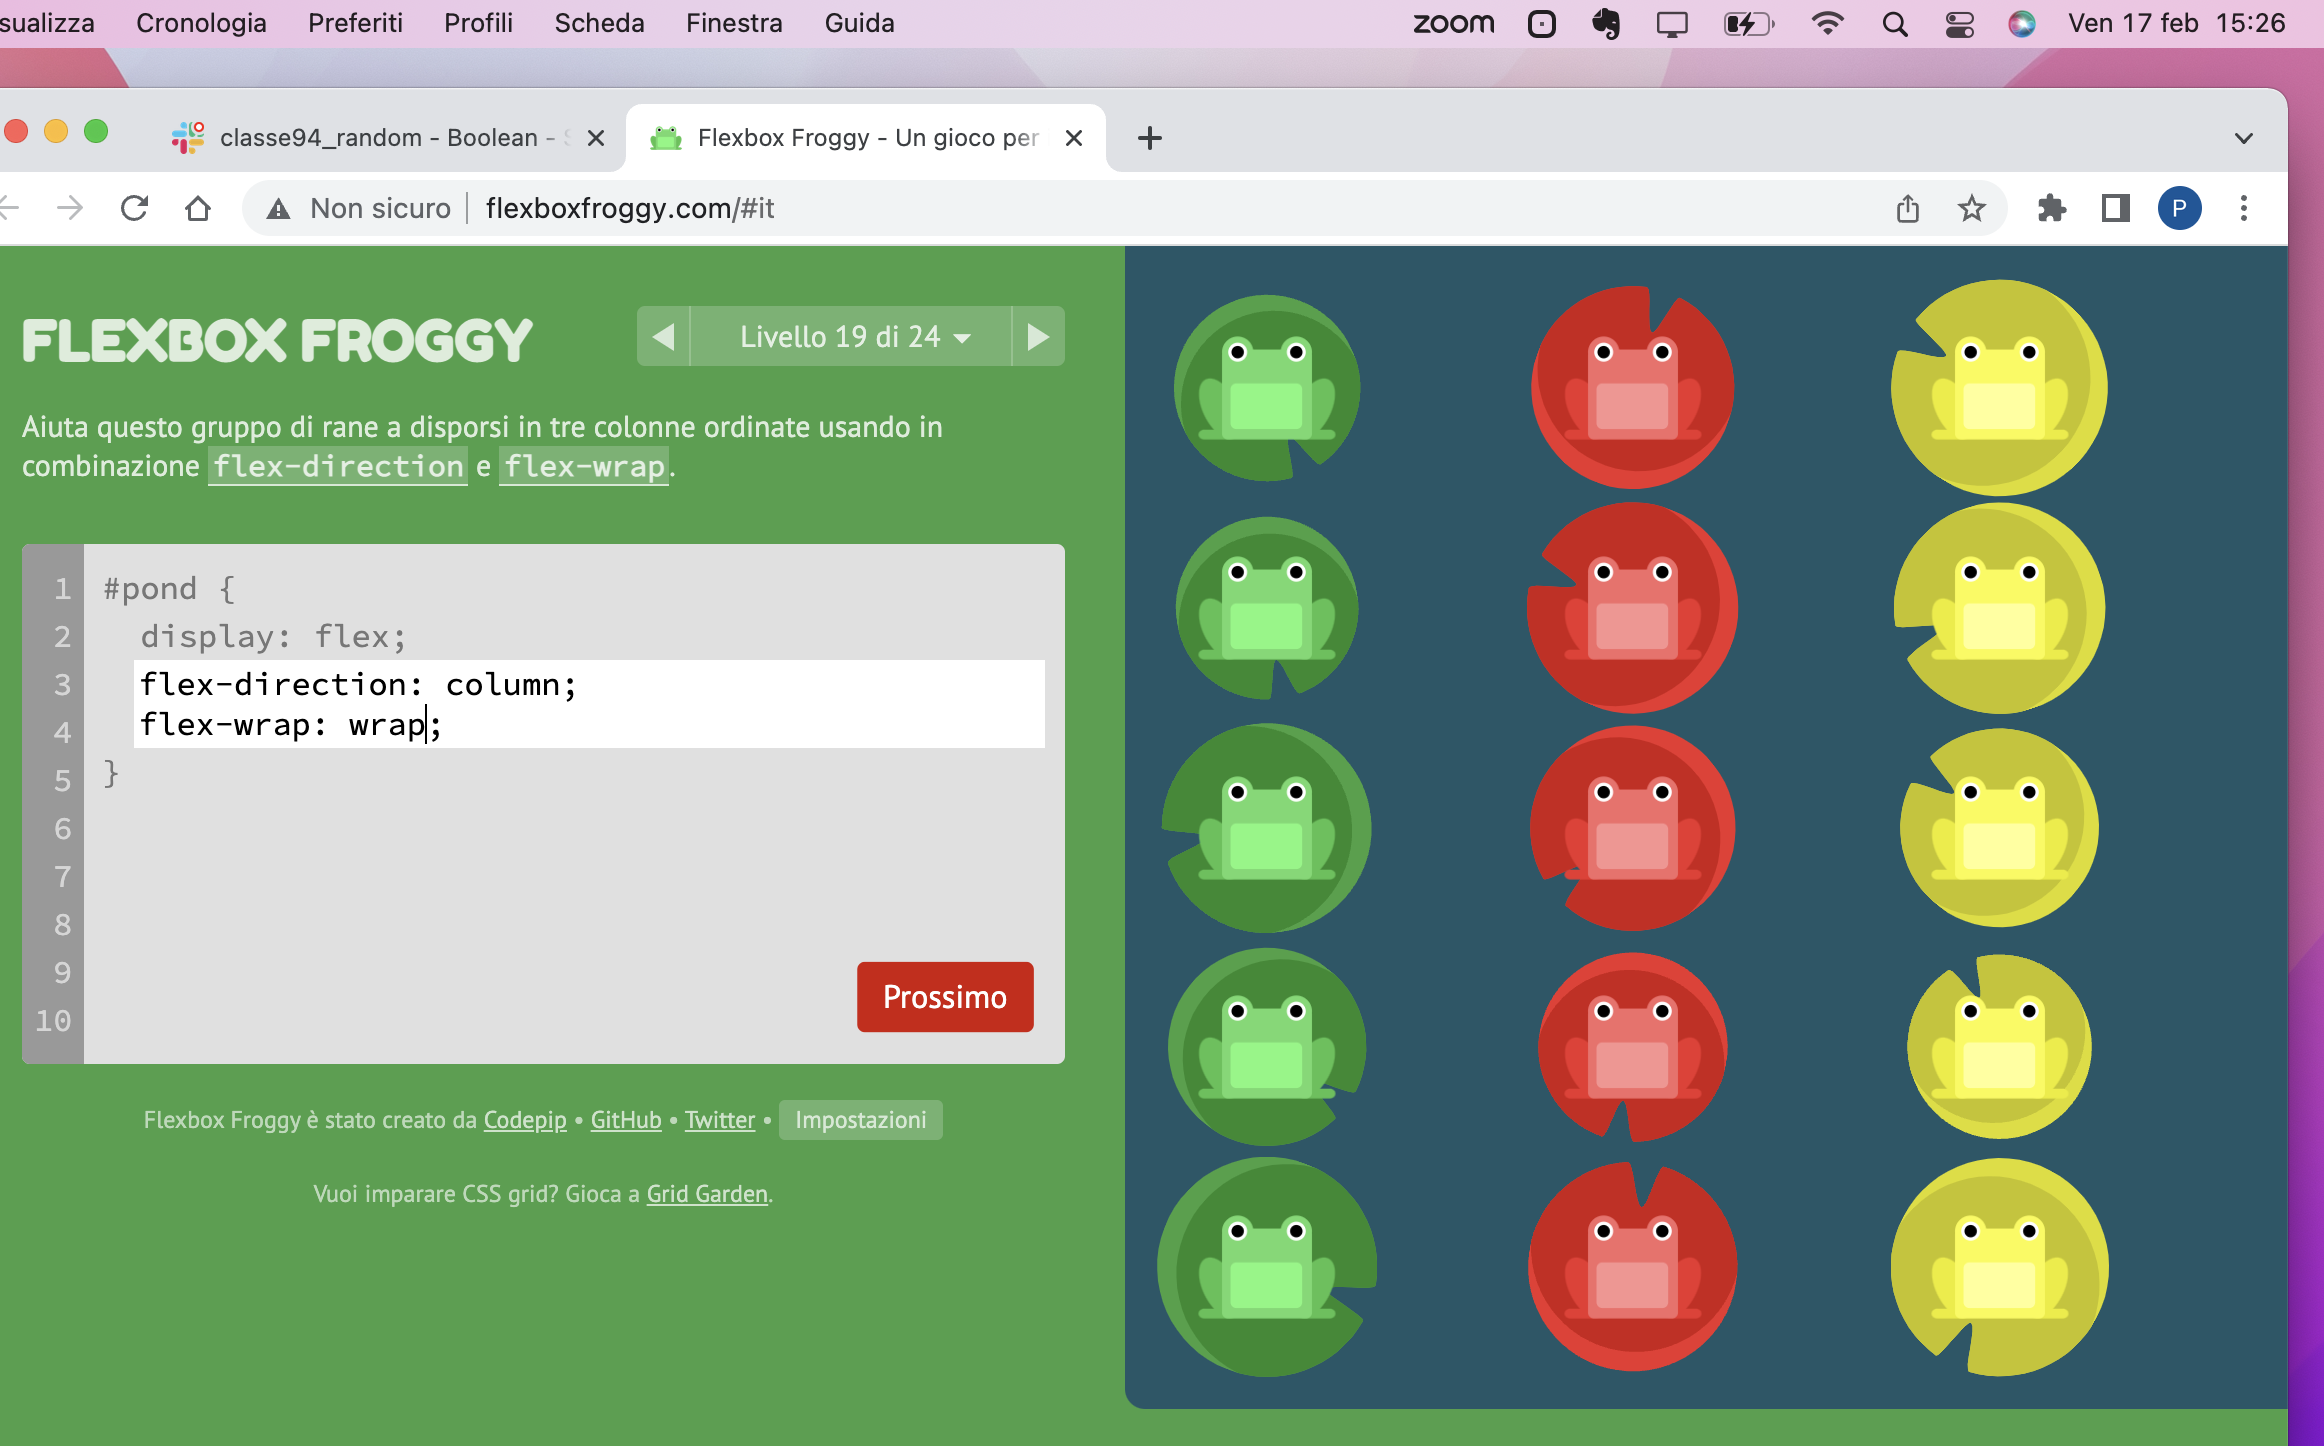 sualizza Cronologia Preferiti Profili Scheda Finestra Guida zoom Ven 17 feb 15:26
classe94_random - Boolean - Flexbox Froggy - Un gioco per
Non sicuro flexboxfroggy.com/#it P
FLEXBOX FROGGY Livello 19 di 24
Aiuta questo gruppo di rane a disporsi in tre colonne ordinate usando in
combinazione flex-direction e flex-wrap.
1 #pond {
2 display: flex;
3 flex-direction: column;
4 flex-wrap: wrap;
5 }
6
7
8
9
Prossimo
10
Flexbox Froggy è stato creato da Codepip • GitHub • Twitter • Impostazioni
Vuoi imparare CSS grid? Gioca a Grid Garden.